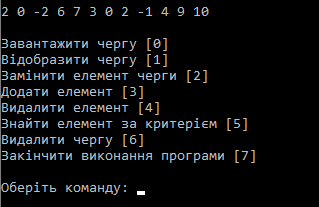 2 0 -2 6 7 3 0 2 -1 4 9 10
Завантажити чергу [0]
Відобразити чергу [1]
Замінити елемент черги [2]
Додати елемент [3]
Видалити елемент [4]
Знайти елемент за критерієм [5]
Видалити чергу [6]
Закінчити виконання програми [7]
Оберіть команду: